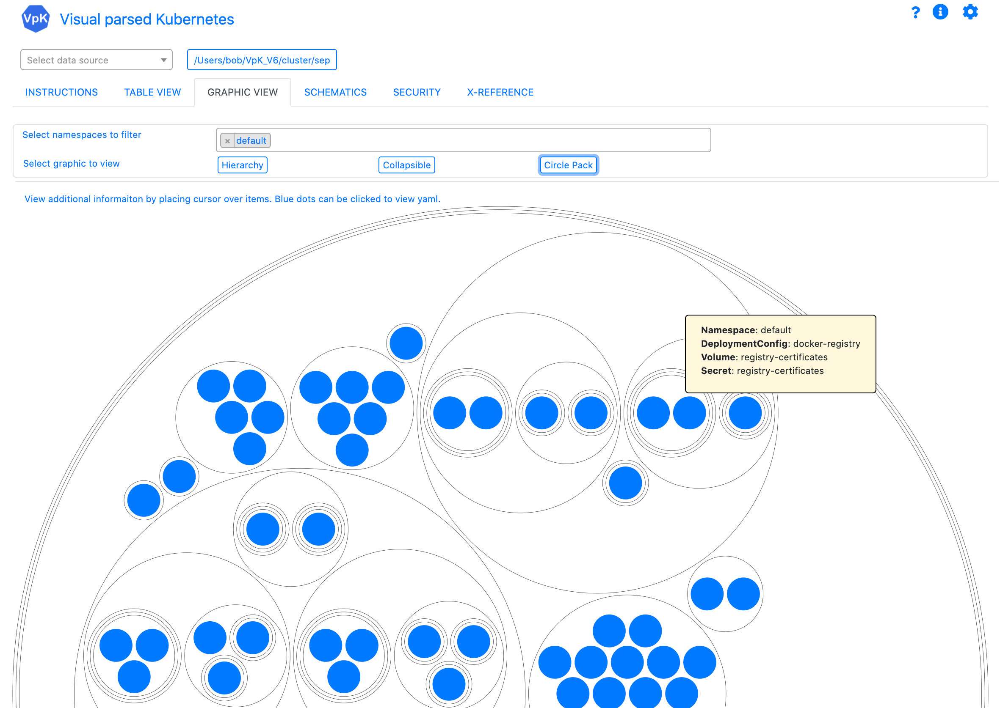 VpK
Visual parsed Kubernetes
?
Select data source
/Users/bob/VpK_V6/cluster/sep
INSTRUCTIONS
TABLE VIEW
GRAPHIC VIEW
SCHEMATICS
SECURITY
X-REFERENCE
Select namespaces to filter
× default
Select graphic to view
Hierarchy
Collapsible
Circle Pack
View additional informaiton by placing cursor over items. Blue dots can be clicked to view yaml.
Namespace: default
DeploymentConfig: docker-registry
Volume: registry-certificates
Secret: registry-certificates